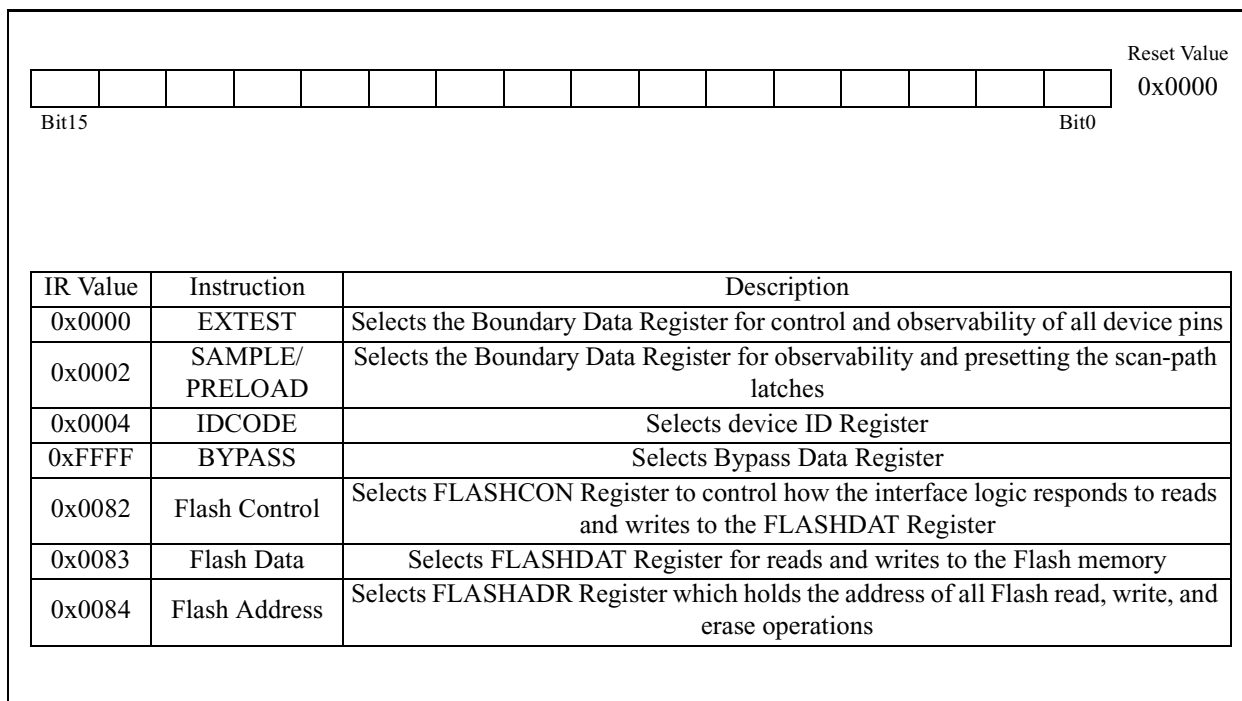 Reset Value
0x0000
Bit15 Bit0
IR Value Instruction Description
0x0000 EXTEST Selects the Boundary Data Register for control and observability of all device pins
0x0002 SAMPLE/
PRELOAD Selects the Boundary Data Register for observability and presetting the scan-path
latches
0x0004 IDCODE Selects device ID Register
0xFFFF BYPASS Selects Bypass Data Register
0x0082 Flash Control Selects FLASHCON Register to control how the interface logic responds to reads
and writes to the FLASHDAT Register
0x0083 Flash Data Selects FLASHDAT Register for reads and writes to the Flash memory
0x0084 Flash Address Selects FLASHADR Register which holds the address of all Flash read, write, and
erase operations